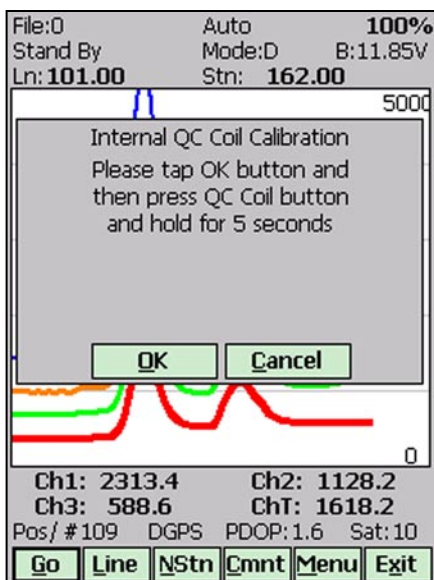 File:0 Auto 100%
Stand By Mode:D B:11.85V
Ln: 101.00 Stn: 162.00
5000
Internal QC Coil Calibration
Please tap OK button and
then press QC Coil button
and hold for 5 seconds
OK Cancel
0
Ch1: 2313.4 Ch2: 1128.2
Ch3: 588.6 ChT: 1618.2
Pos/ #109 DGPS PDOP:1.6 Sat:10
Go Line NStn Cmnt Menu Exit